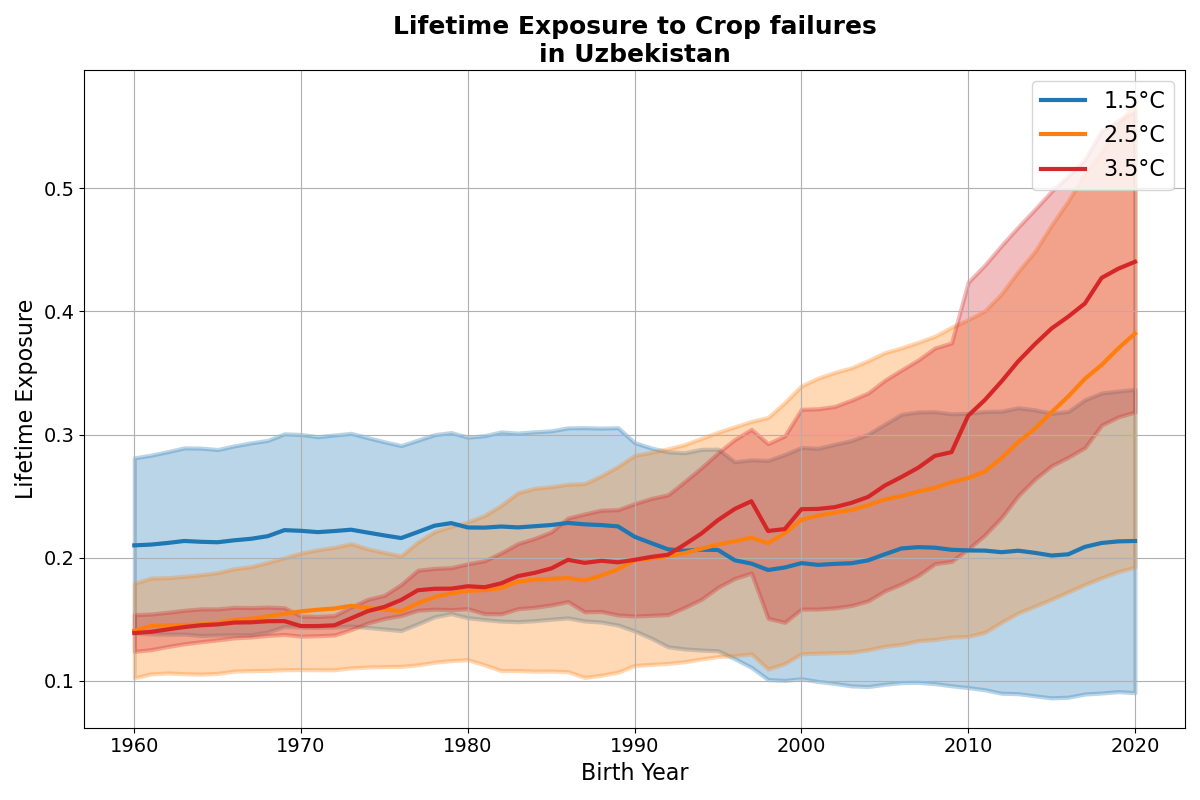 Lifetime Exposure to Crop failures
in Uzbekistan
1.5°C
2.5°C
3.5°C
Lifetime Exposure
0.5
0.4
0.3
0.2
0.1
1960 1970 1980 1990 2000 2010 2020
Birth Year